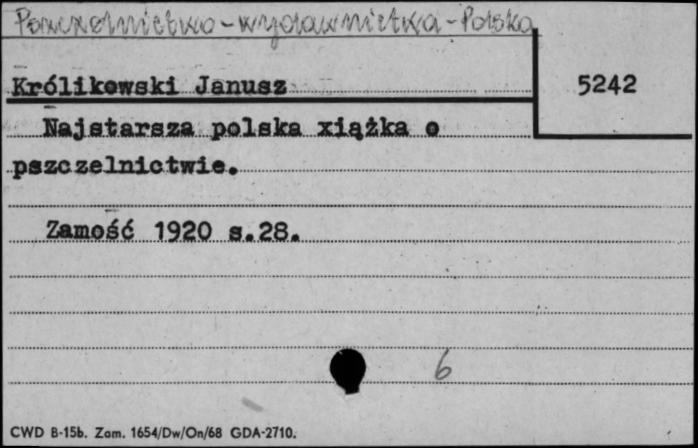 Pszczelnictwo - wydawnictwa - Polska
Królikowski Janusz
5242
Najstarsza polska xiążka o
pszczelnictwie.
Zamość 1920 s.28.
6
CWD B-15b. Zam. 1654/Dw/On/68 GDA-2710.